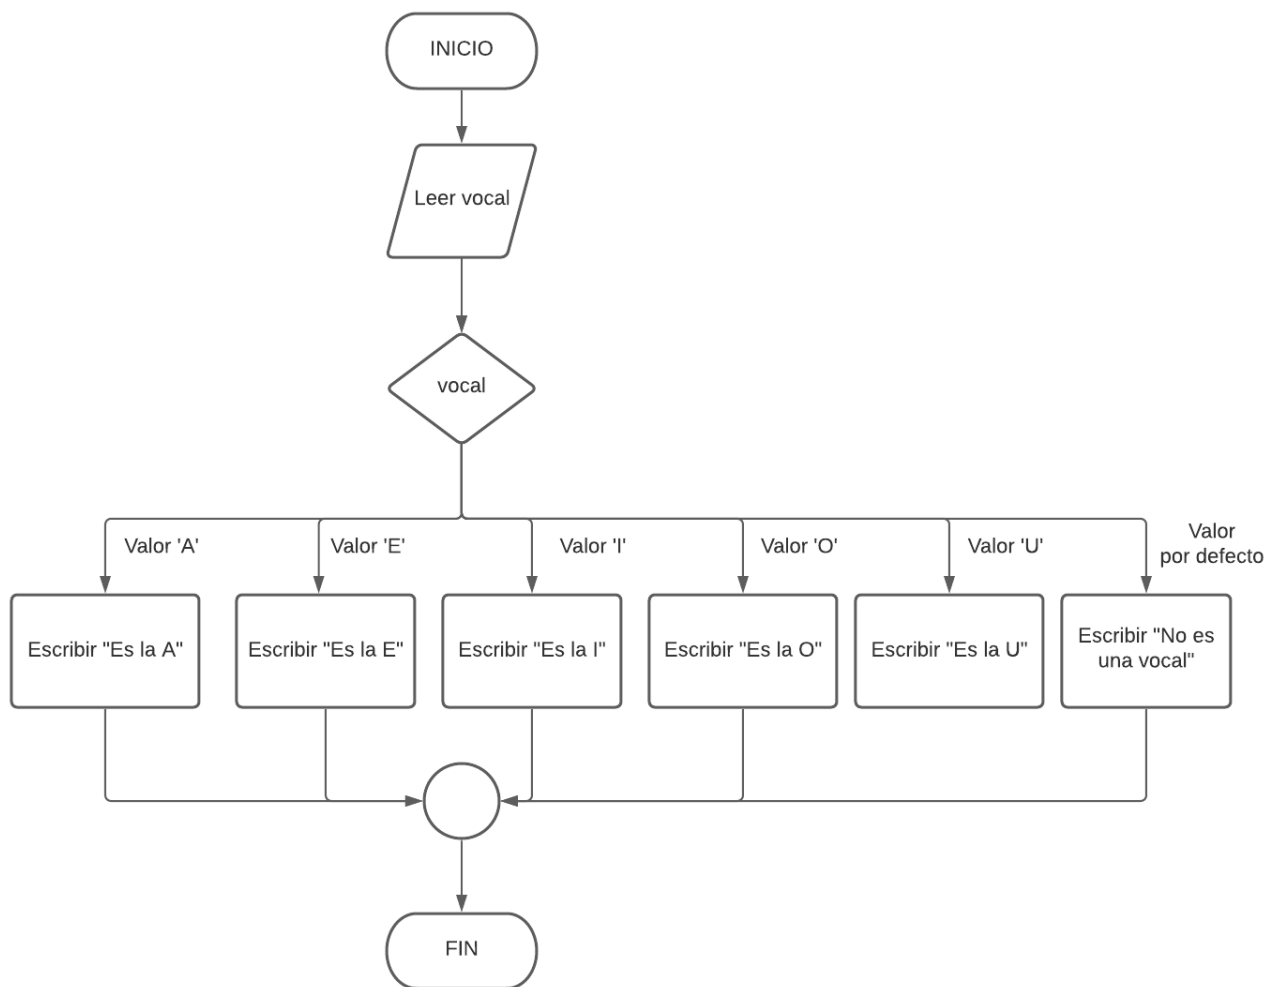 INICIO
Leer vocal
vocal
Valor 'A'
Valor 'E'
Valor 'I'
Valor 'O'
Valor 'U'
Valor
por defecto
Escribir "Es la A"
Escribir "Es la E"
Escribir "Es la I"
Escribir "Es la O"
Escribir "Es la U"
Escribir "No es
una vocal"
FIN